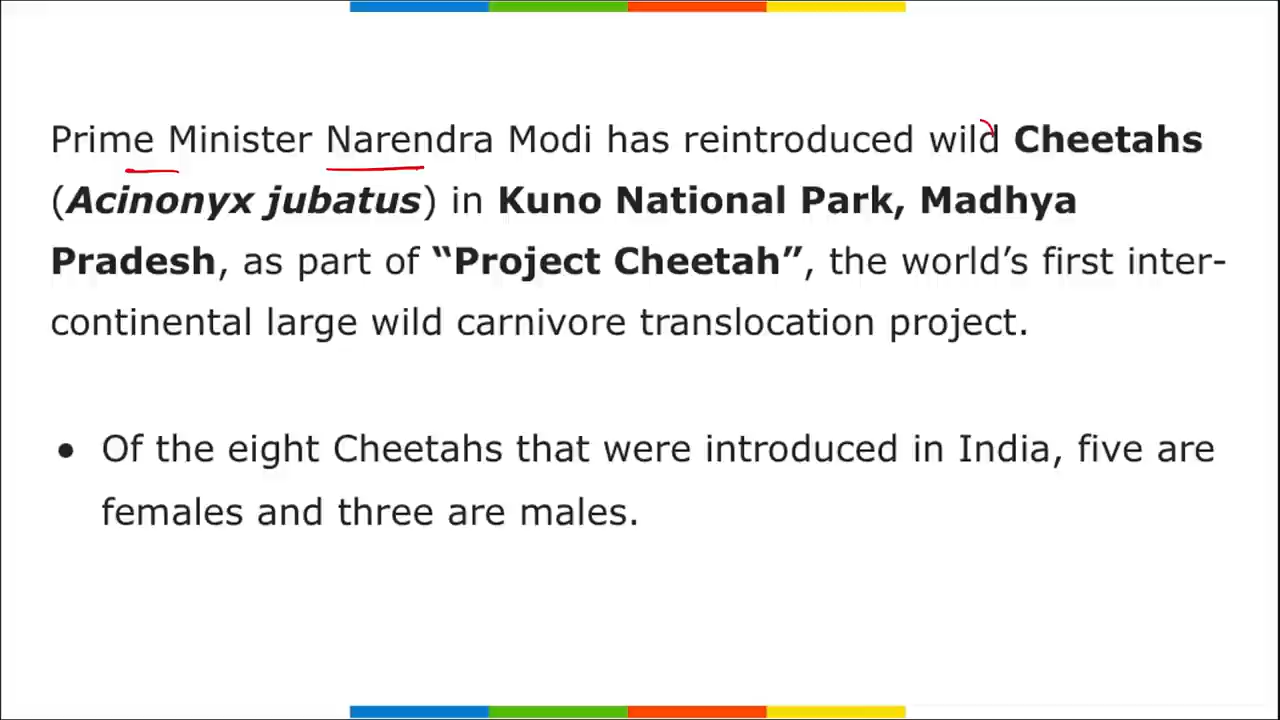 Prime Minister Narendra Modi has reintroduced wild Cheetahs
(Acinonyx jubatus) in Kuno National Park, Madhya
Pradesh, as part of “Project Cheetah”, the world’s first inter-
continental large wild carnivore translocation project.
● Of the eight Cheetahs that were introduced in India, five are
females and three are males.